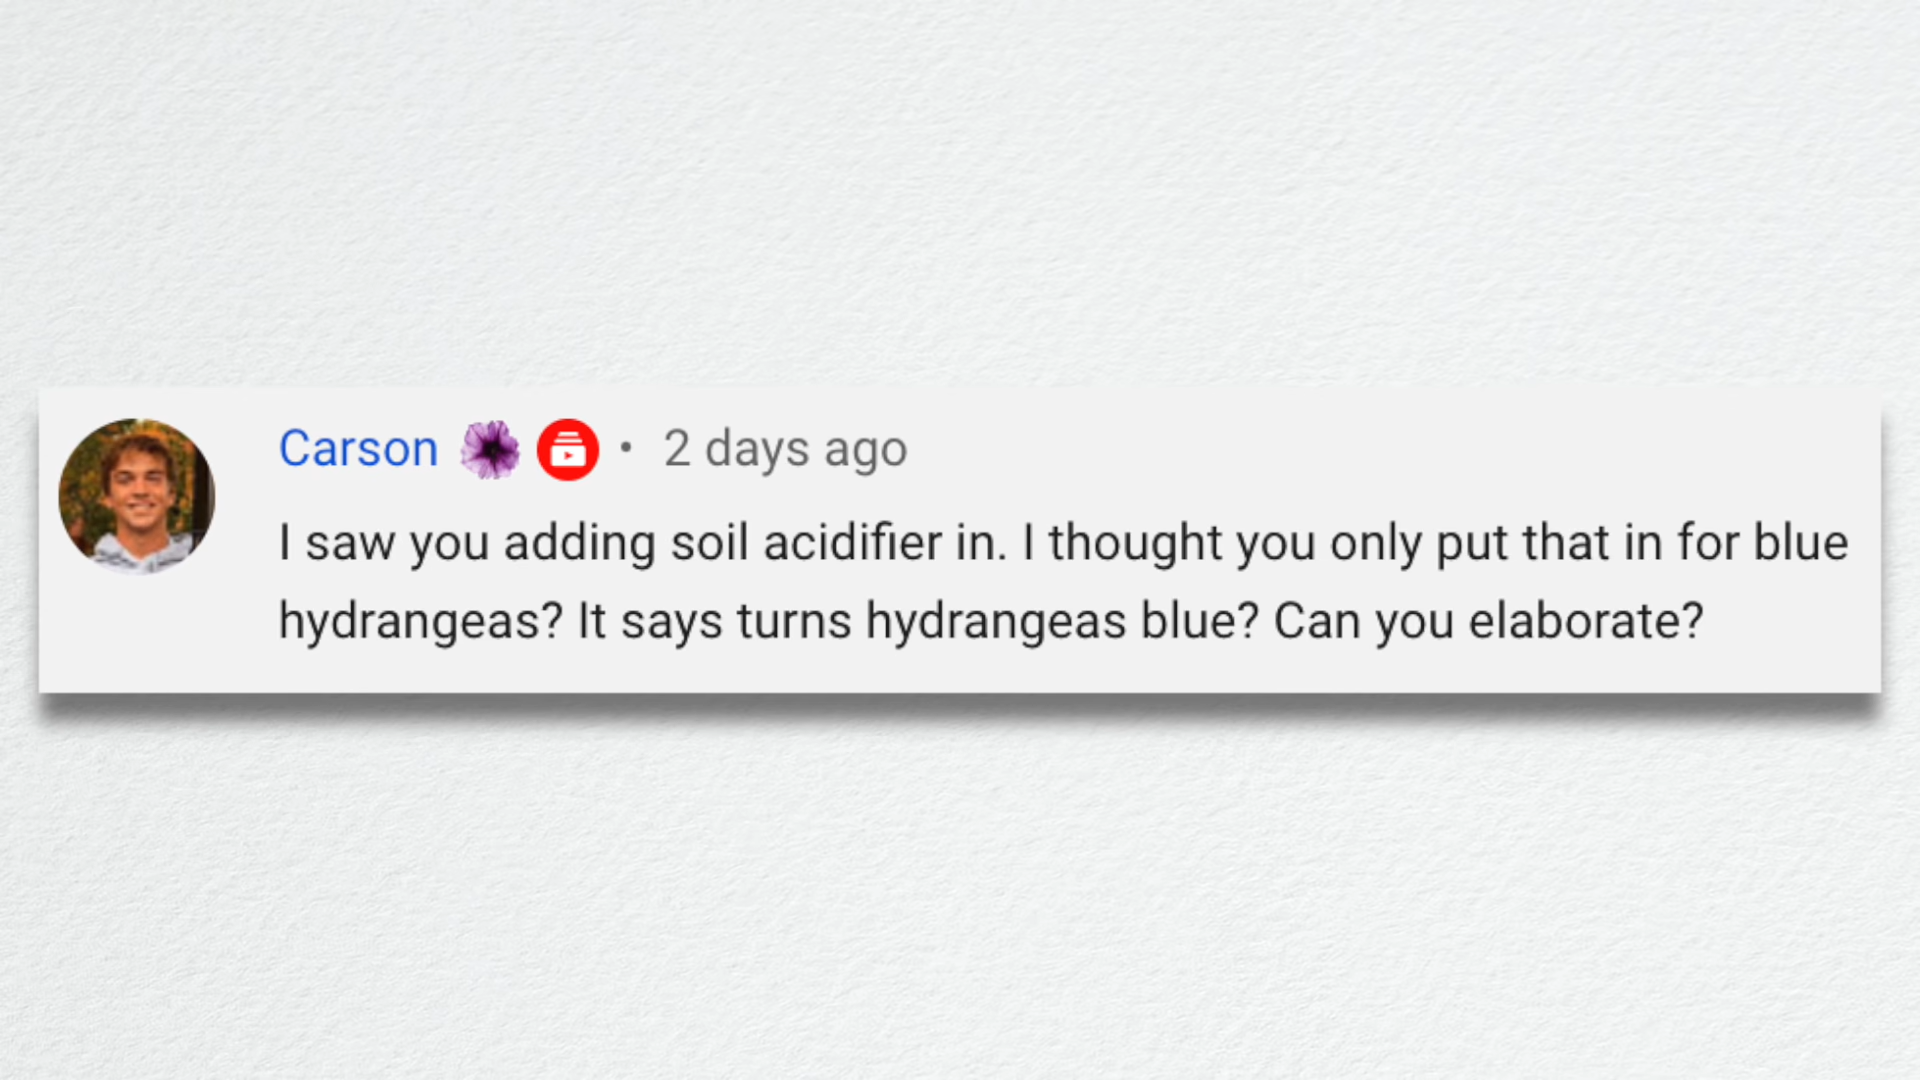 Carson • 2 days ago
I saw you adding soil acidifier in. I thought you only put that in for blue
hydrangeas? It says turns hydrangeas blue? Can you elaborate?